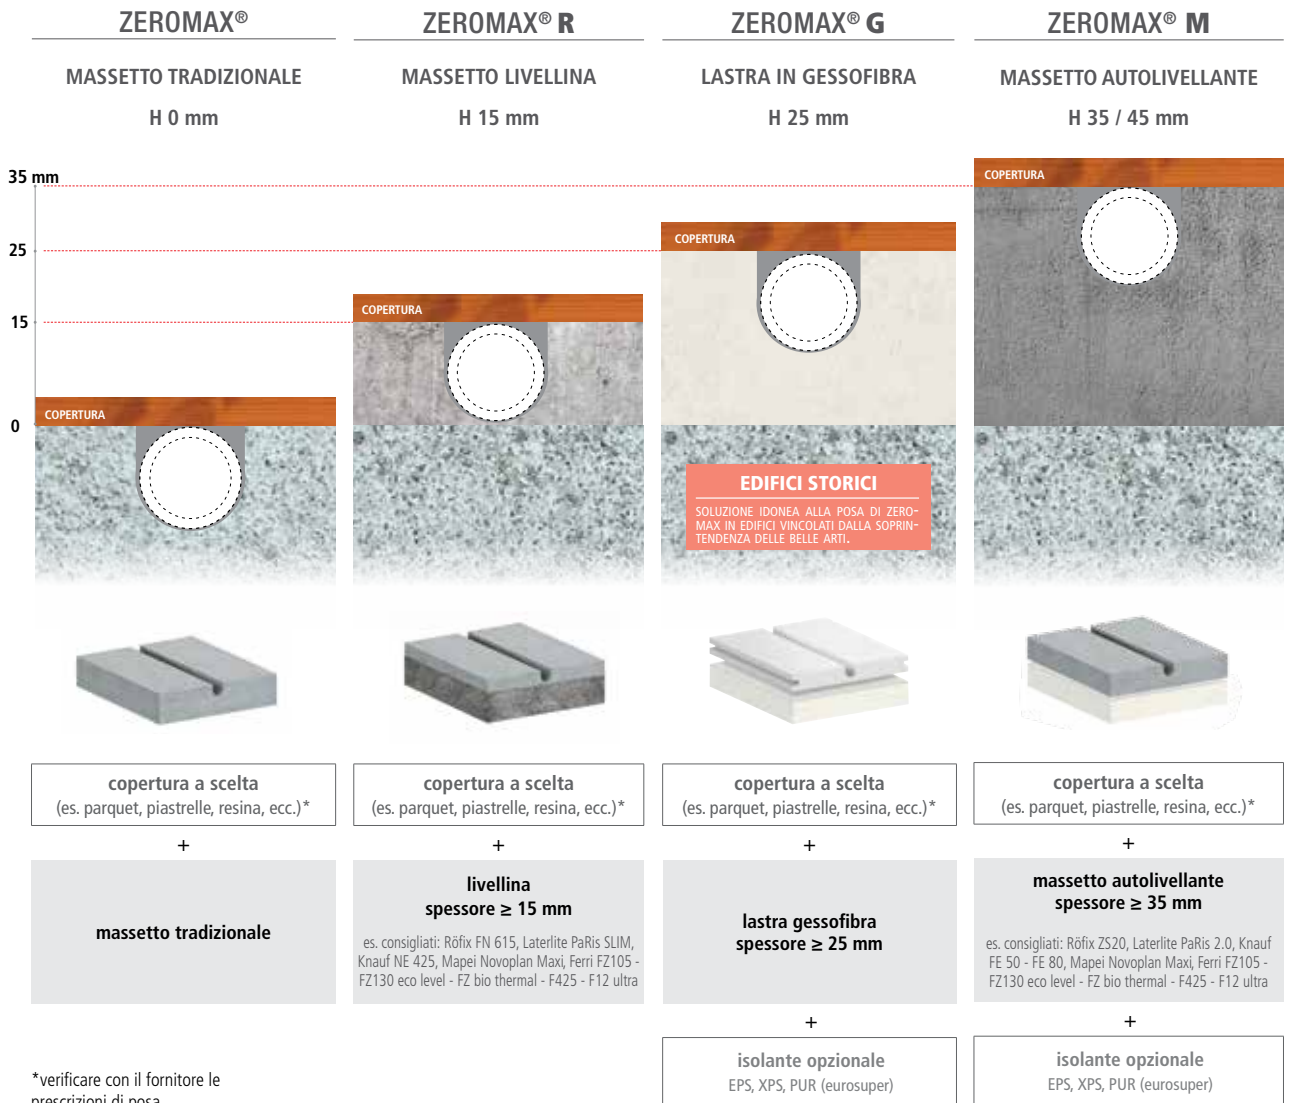 ZEROMAX®
MASSETTO TRADIZIONALE
H 0 mm
ZEROMAX® R
MASSETTO LIVELLINA
H 15 mm
ZEROMAX® G
LASTRA IN GESSOFIBRA
H 25 mm
ZEROMAX® M
MASSETTO AUTOLIVELLANTE
H 35 / 45 mm
35 mm
25
15
0
COPERTURA
COPERTURA
COPERTURA
COPERTURA
EDIFICI STORICI
SOLUZIONE IDONEA ALLA POSA DI ZERO-
MAX IN EDIFICI VINCOLATI DALLA SOPRIN-
TENDENZA DELLE BELLE ARTI.
copertura a scelta
(es. parquet, piastrelle, resina, ecc.)*
+
massetto tradizionale
copertura a scelta
(es. parquet, piastrelle, resina, ecc.)*
+
livellina
spessore ≥ 15 mm
es. consigliati: Röfix FN 615, Laterlite PaRis SLIM,
Knauf NE 425, Mapei Novoplan Maxi, Ferri FZ105 -
FZ130 eco level - FZ bio thermal - F425 - F12 ultra
copertura a scelta
(es. parquet, piastrelle, resina, ecc.)*
+
lastra gessofibra
spessore ≥ 25 mm
+
isolante opzionale
EPS, XPS, PUR (eurosuper)
copertura a scelta
(es. parquet, piastrelle, resina, ecc.)*
+
massetto autolivellante
spessore ≥ 35 mm
es. consigliati: Röfix ZS20, Laterlite PaRis 2.0, Knauf
FE 50 - FE 80, Mapei Novoplan Maxi, Ferri FZ105 -
FZ130 eco level - FZ bio thermal - F425 - F12 ultra
+
isolante opzionale
EPS, XPS, PUR (eurosuper)
*verificare con il fornitore le
prescrizioni di posa